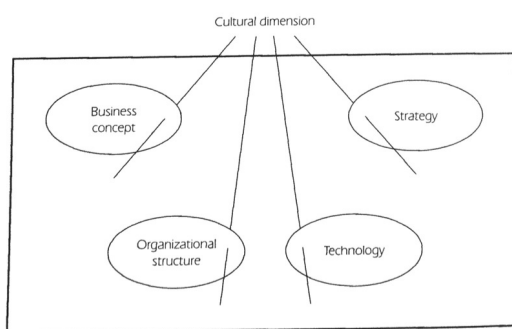 Cultural dimension
Business
concept
Strategy
Organizational
structure
Technology